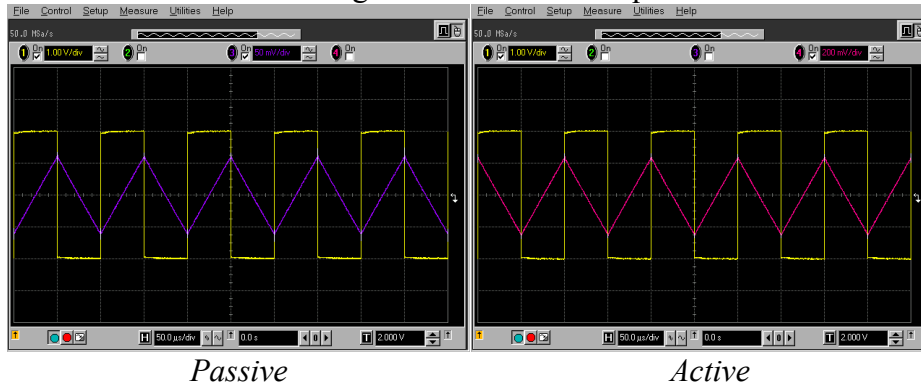 File Control Setup Measure Utilities Help
50.0 MSa/s
1 On 1.00 V/div 2 On 3 On 50 mV/div 4 On
H 50.0 µs/div 0.0 s 0 T 2.000 V
Passive
File Control Setup Measure Utilities Help
50.0 MSa/s
1 On 1.00 V/div 2 On 3 On 4 On 200 mV/div
H 50.0 µs/div 0.0 s 0 T 2.000 V
Active